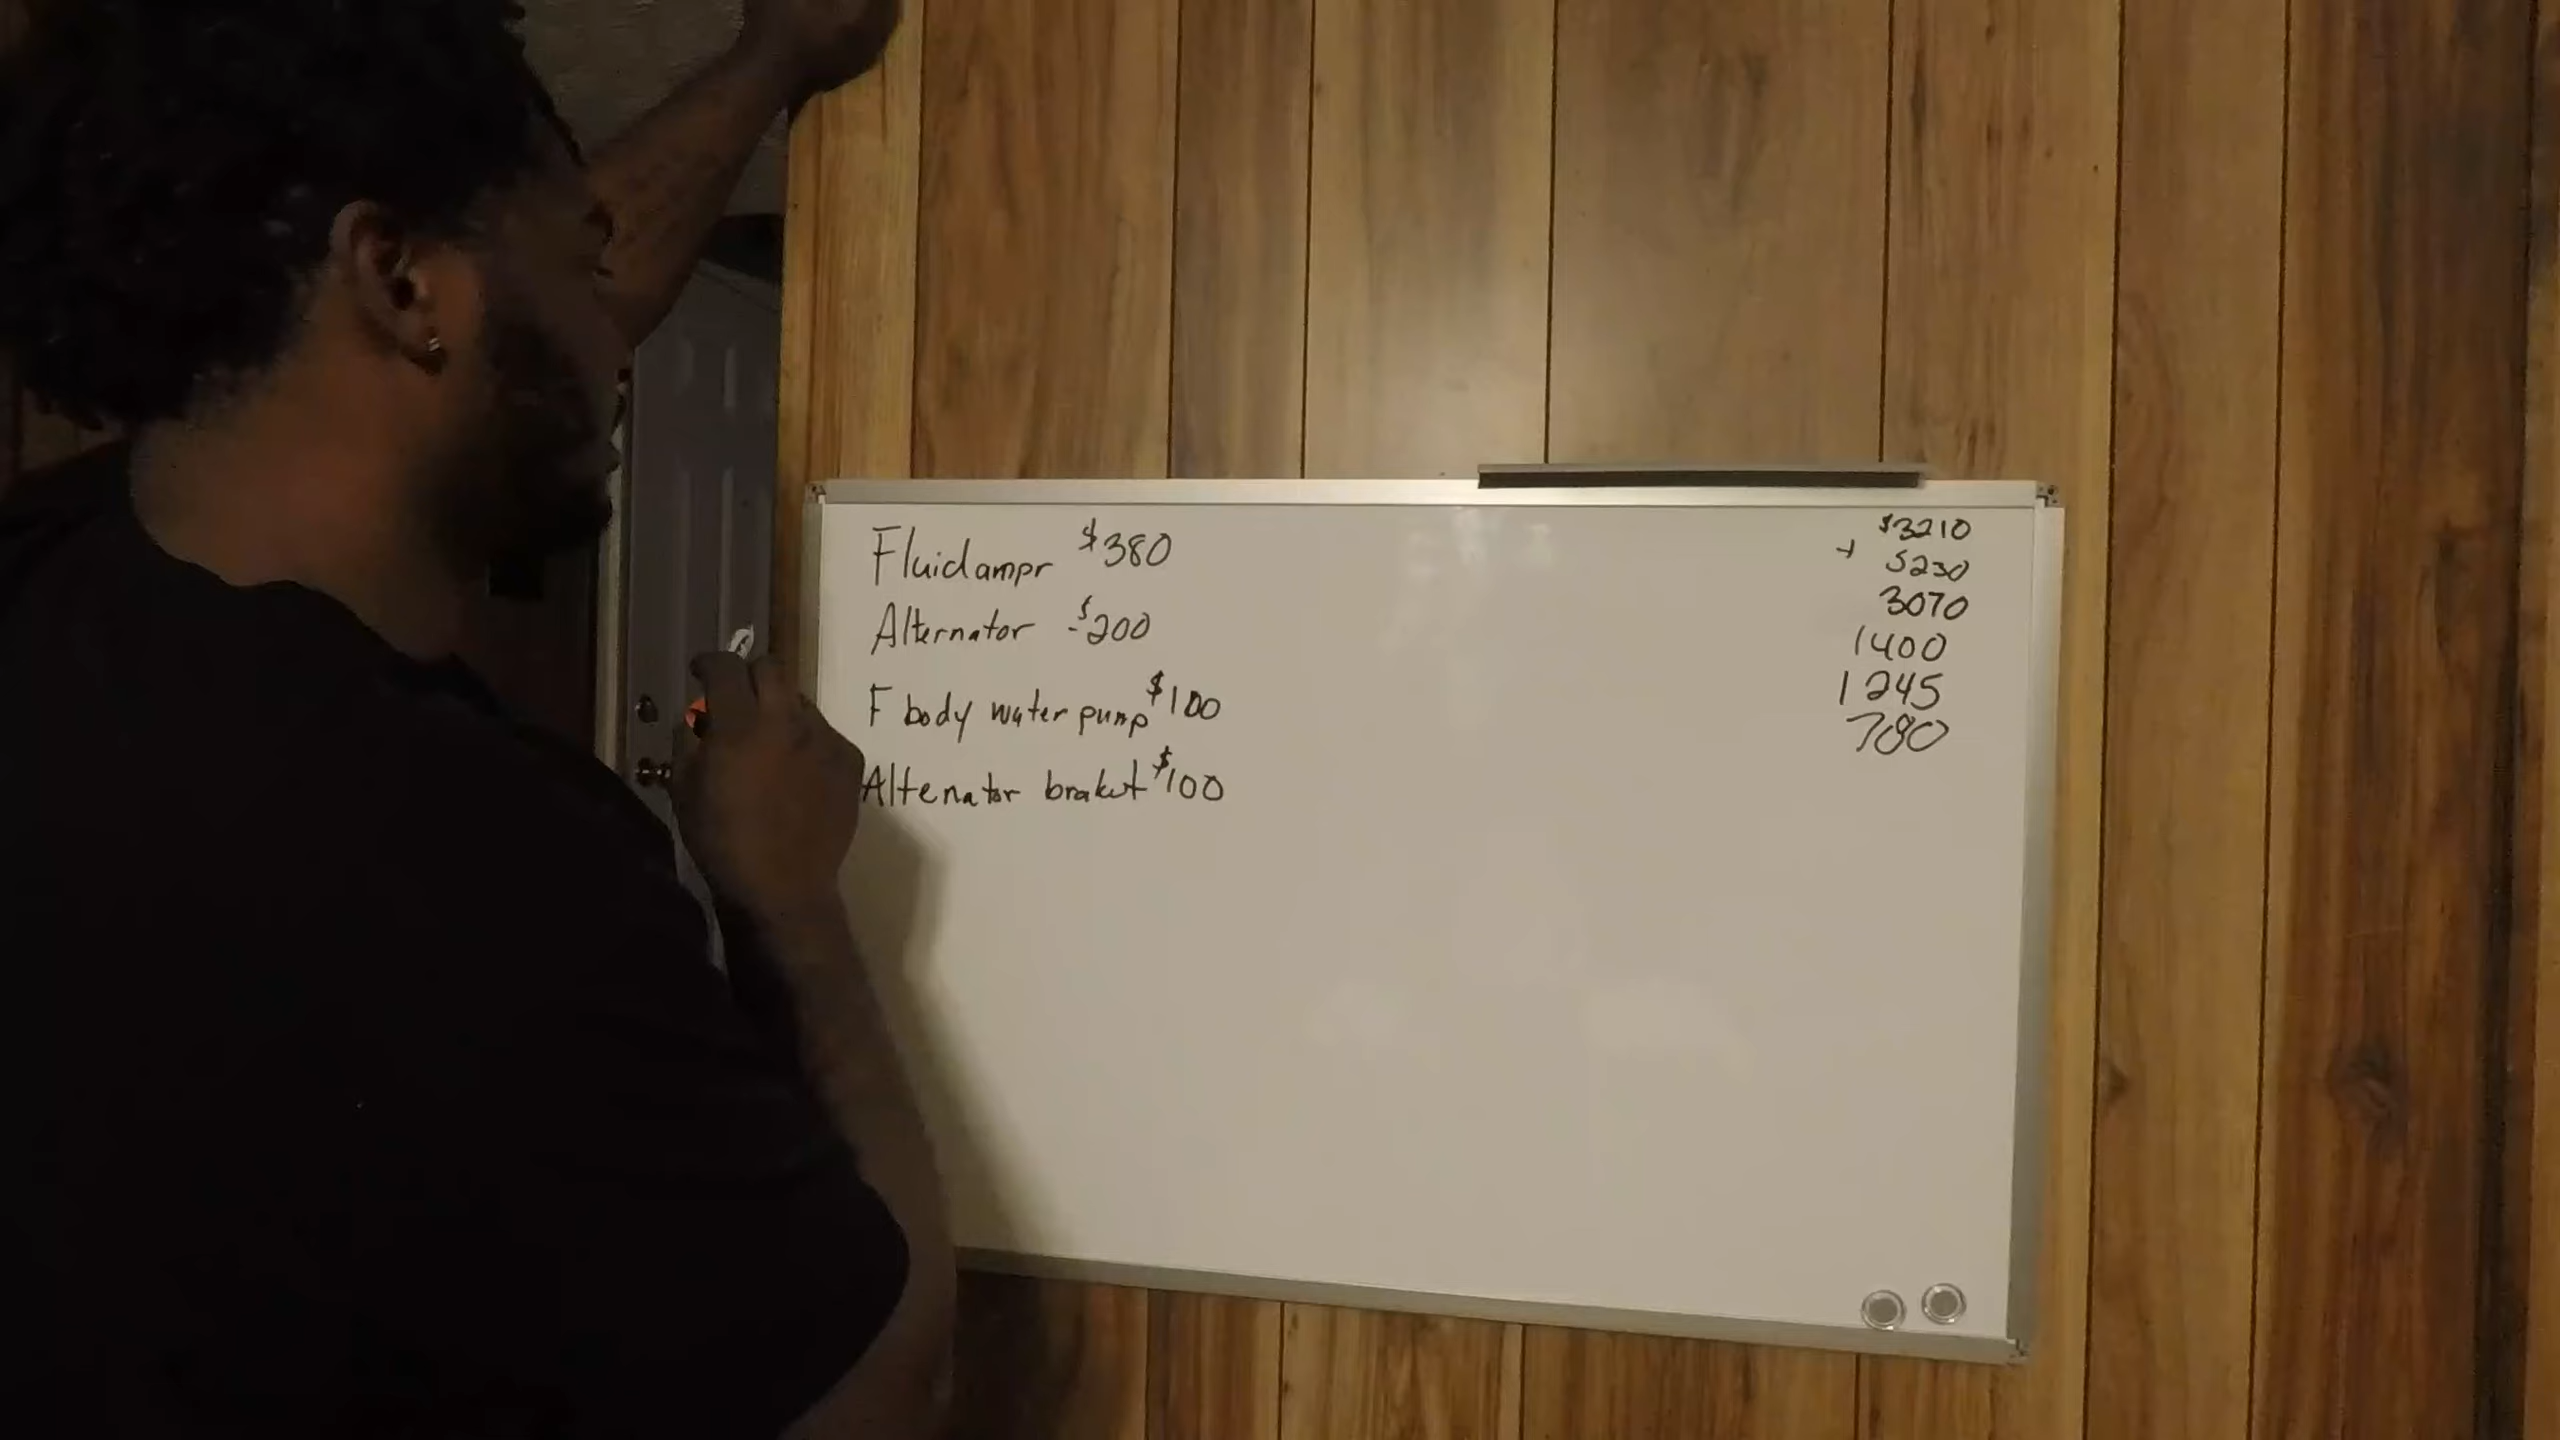 Fluidampr $380
Alternator -$200
F body water pump $100
Altenator braket $100
$3210
+ 5230
3070
1400
1245
780